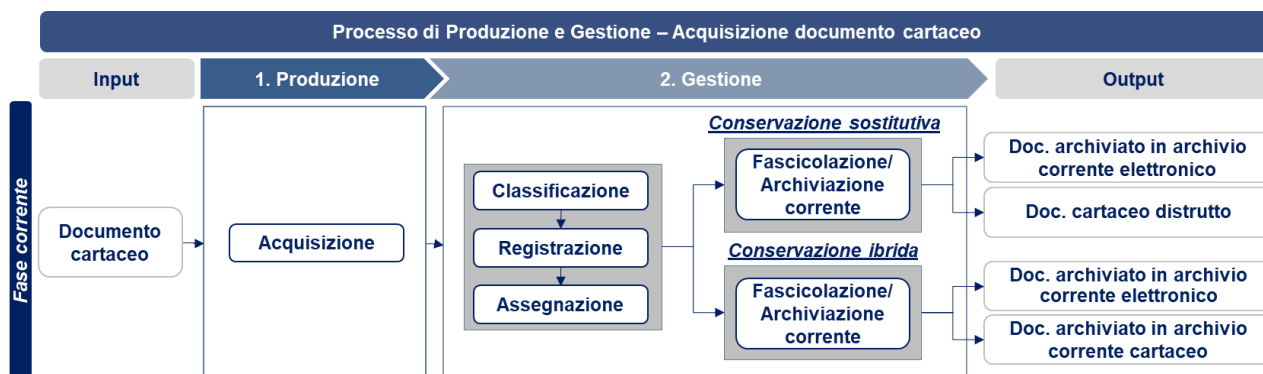 Processo di Produzione e Gestione – Acquisizione documento cartaceo
Input
1. Produzione
2. Gestione
Output
Fase corrente
Documento
cartaceo
Acquisizione
Classificazione
Registrazione
Assegnazione
Conservazione sostitutiva
Fascicolazione/
Archiviazione
corrente
Conservazione ibrida
Fascicolazione/
Archiviazione
corrente
Doc. archiviato in archivio
corrente elettronico
Doc. cartaceo distrutto
Doc. archiviato in archivio
corrente elettronico
Doc. archiviato in archivio
corrente cartaceo